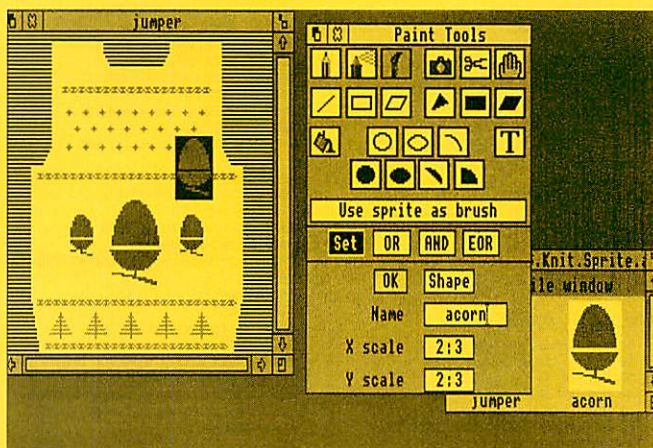 jumper
Paint Tools
T
Use sprite as brush
Set OR AND EOR
OK Shape
Name acorn
X scale 2:3
Y scale 2:3
.Knit.Sprite.
ile window
jumper acorn